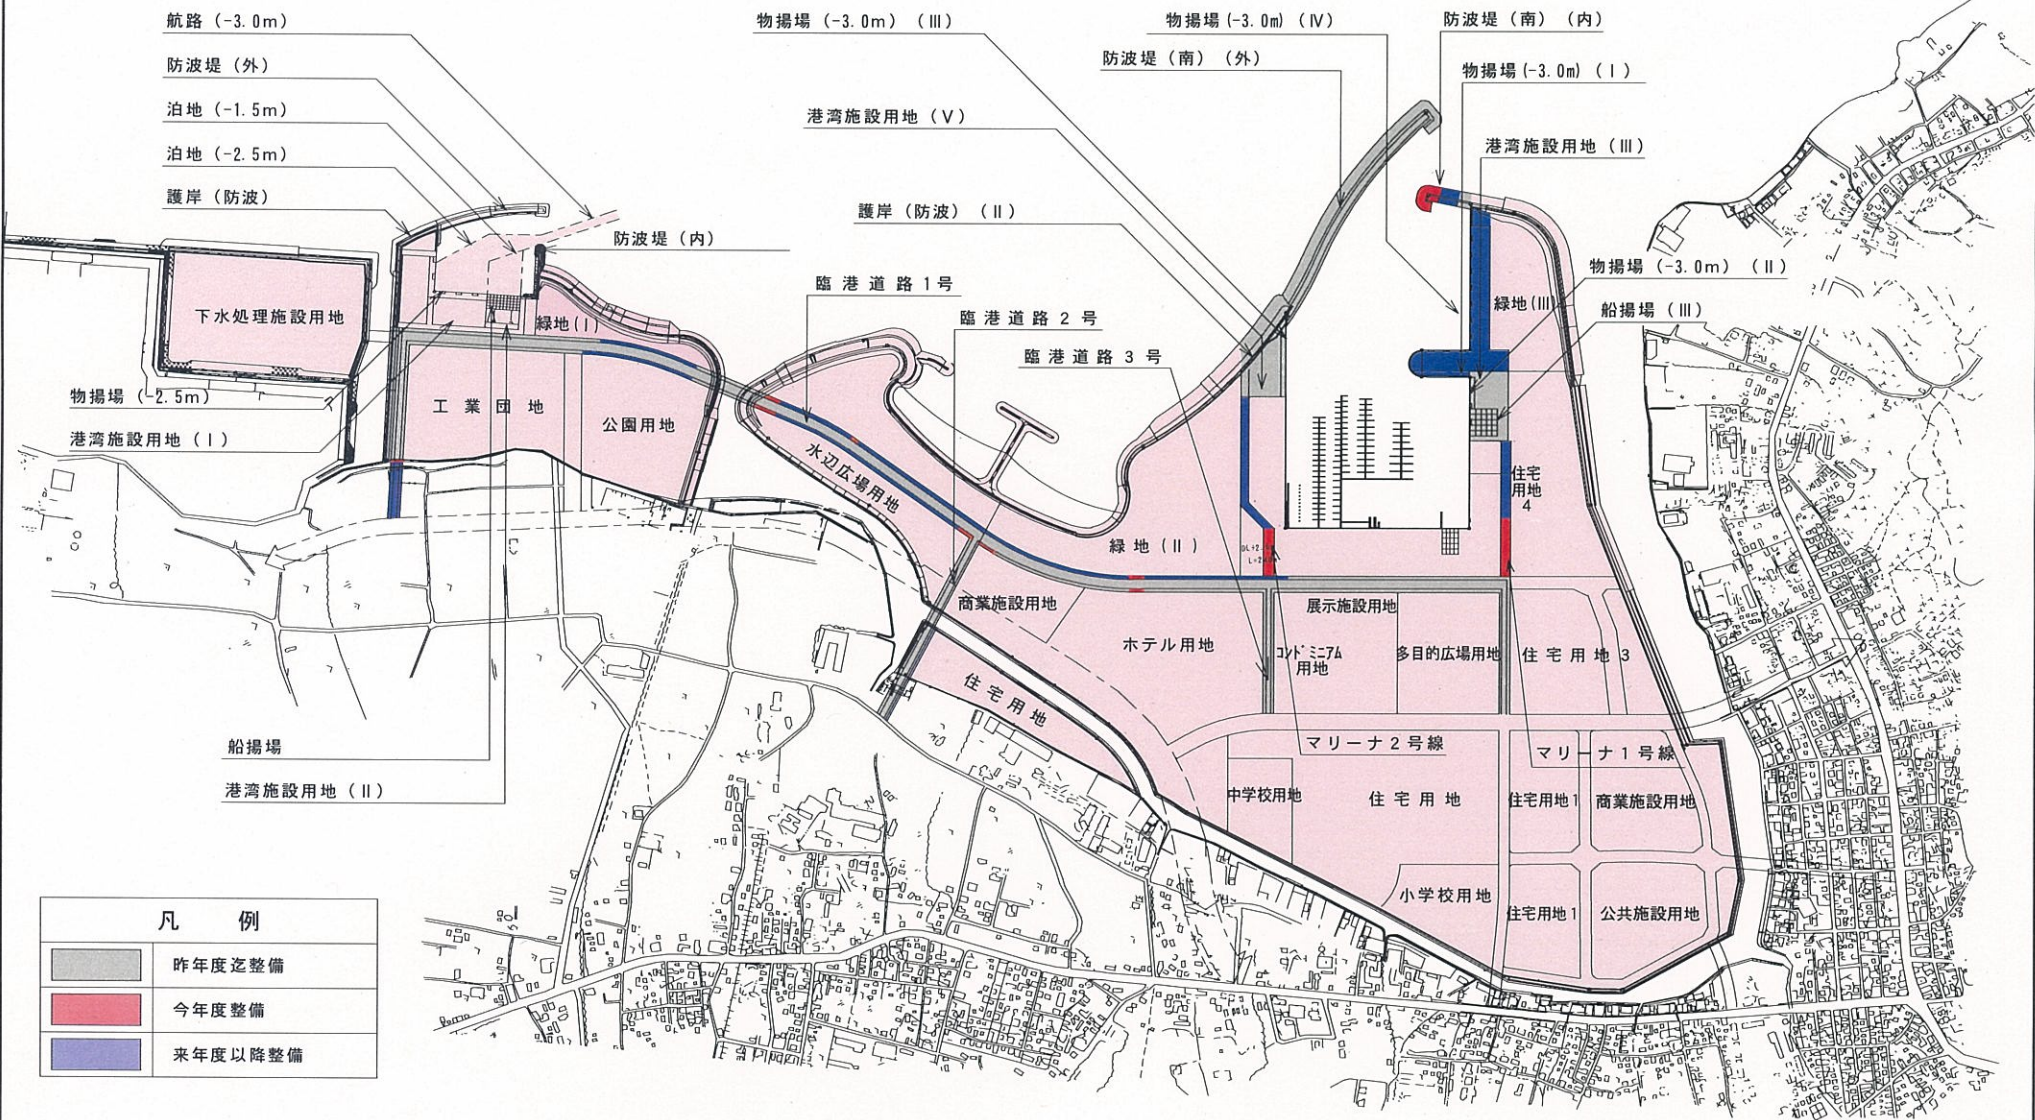 航路 (-3.0m)
防波堤 (外)
泊地 (-1.5m)
泊地 (-2.5m)
護岸 (防波)
防波堤 (内)
物揚場 (-3.0m) (Ⅲ)
物揚場 (-3.0m) (Ⅳ)
防波堤 (南) (内)
防波堤 (南) (外)
物揚場 (-3.0m) (Ⅰ)
港湾施設用地 (Ⅴ)
港湾施設用地 (Ⅲ)
護岸 (防波) (Ⅱ)
物揚場 (-3.0m) (Ⅱ)
船揚場 (Ⅲ)
臨港道路1号
臨港道路2号
臨港道路3号
下水処理施設用地
緑地(Ⅰ)
緑地(Ⅲ)
物揚場 (-2.5m)
港湾施設用地 (Ⅰ)
工業団地
公園用地
水辺広場用地
緑地 (Ⅱ)
住宅
用地
4
商業施設用地
ホテル用地
展示施設用地
コンドミニアム
用地
多目的広場用地
住宅用地3
住宅用地
マリーナ2号線
マリーナ1号線
船揚場
港湾施設用地 (Ⅱ)
中学校用地
住宅用地
住宅用地1
商業施設用地
小学校用地
住宅用地1
公共施設用地
凡例
昨年度迄整備
今年度整備
来年度以降整備